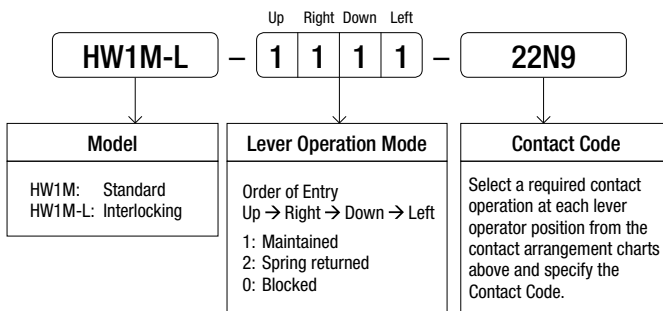 Up Right Down Left
HW1M-L – 1 1 1 1 – 22N9
Model
HW1M: Standard
HW1M-L: Interlocking
Lever Operation Mode
Order of Entry
Up → Right → Down → Left
1: Maintained
2: Spring returned
0: Blocked
Contact Code
Select a required contact
operation at each lever
operator position from the
contact arrangement charts
above and specify the
Contact Code.